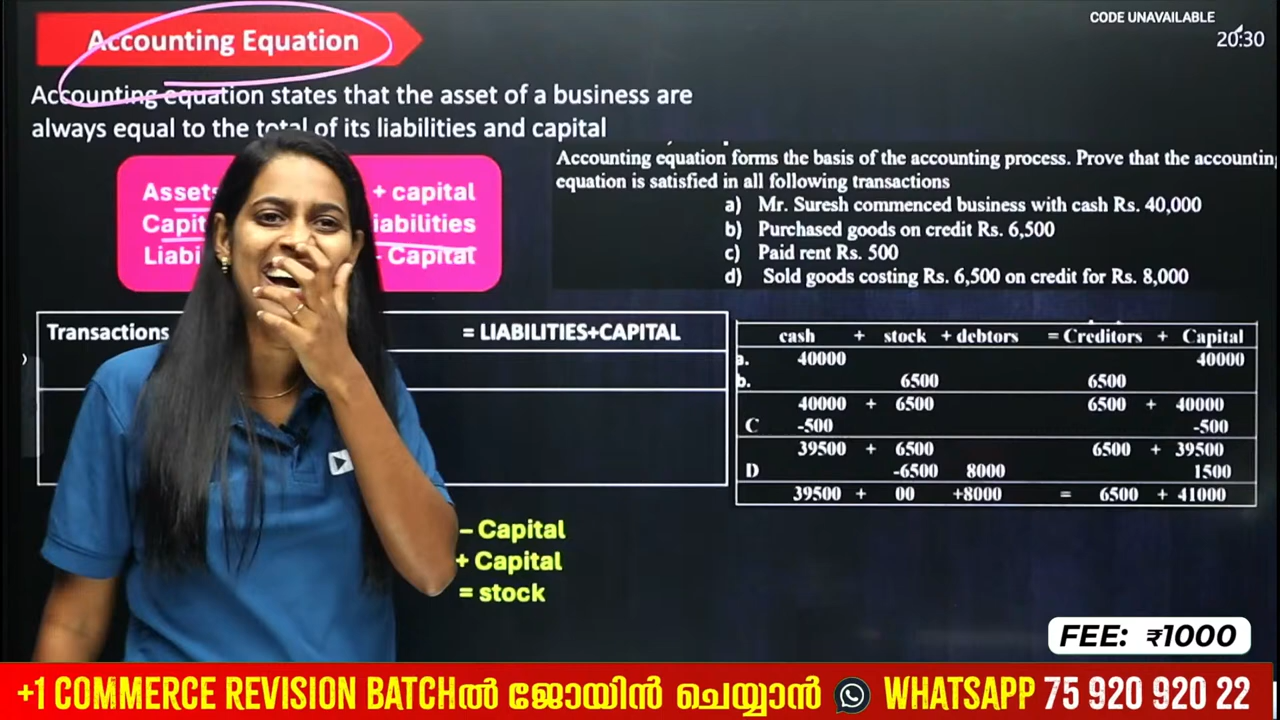 CODE UNAVAILABLE
20:30
Accounting Equation
Accounting equation states that the asset of a business are
always equal to the total of its liabilities and capital
Assets + capital
Capit iabilities
Liabi - Capital
Accounting equation forms the basis of the accounting process. Prove that the accountin
equation is satisfied in all following transactions
a) Mr. Suresh commenced business with cash Rs. 40,000
b) Purchased goods on credit Rs. 6,500
c) Paid rent Rs. 500
d) Sold goods costing Rs. 6,500 on credit for Rs. 8,000
Transactions = LIABILITIES+CAPITAL
cash + stock + debtors = Creditors + Capital
a. 40000 40000
b. 6500 6500
40000 + 6500 6500 + 40000
C -500 -500
39500 + 6500 6500 + 39500
D -6500 8000 1500
39500 + 00 +8000 = 6500 + 41000
– Capital
+ Capital
= stock
FEE: ₹1000
+1 COMMERCE REVISION BATCHൽ ജോയിൻ ചെയ്യാൻ WHATSAPP 75 920 920 22